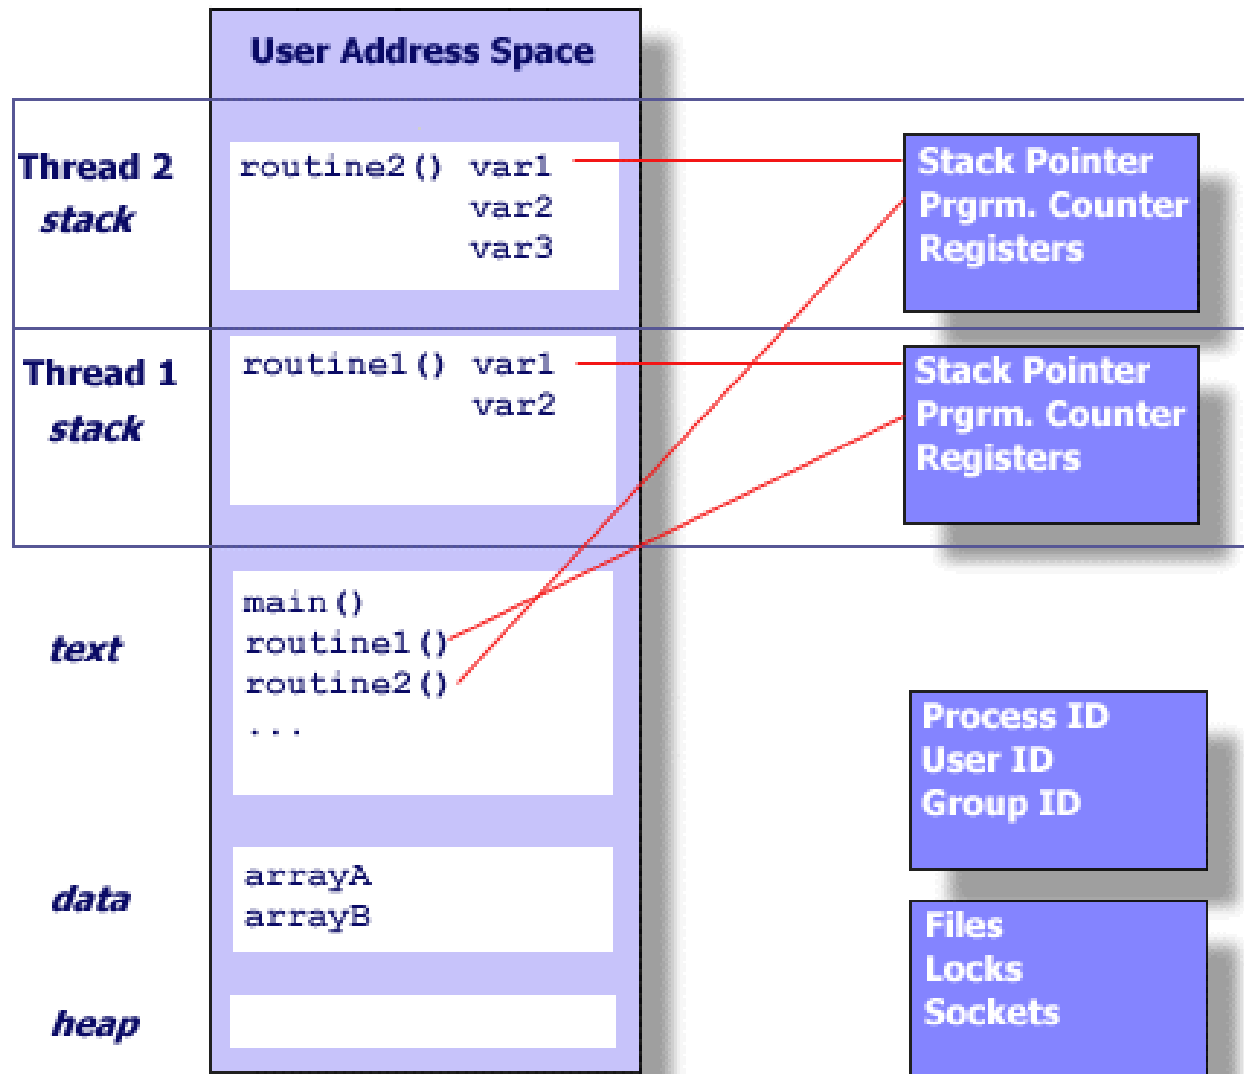 User Address Space
Thread 2
stack
routine2() var1
var2
var3
Stack Pointer
Prgrm. Counter
Registers
Thread 1
stack
routine1() var1
var2
Stack Pointer
Prgrm. Counter
Registers
text
main()
routine1()
routine2()
...
Process ID
User ID
Group ID
data
arrayA
arrayB
Files
Locks
Sockets
heap